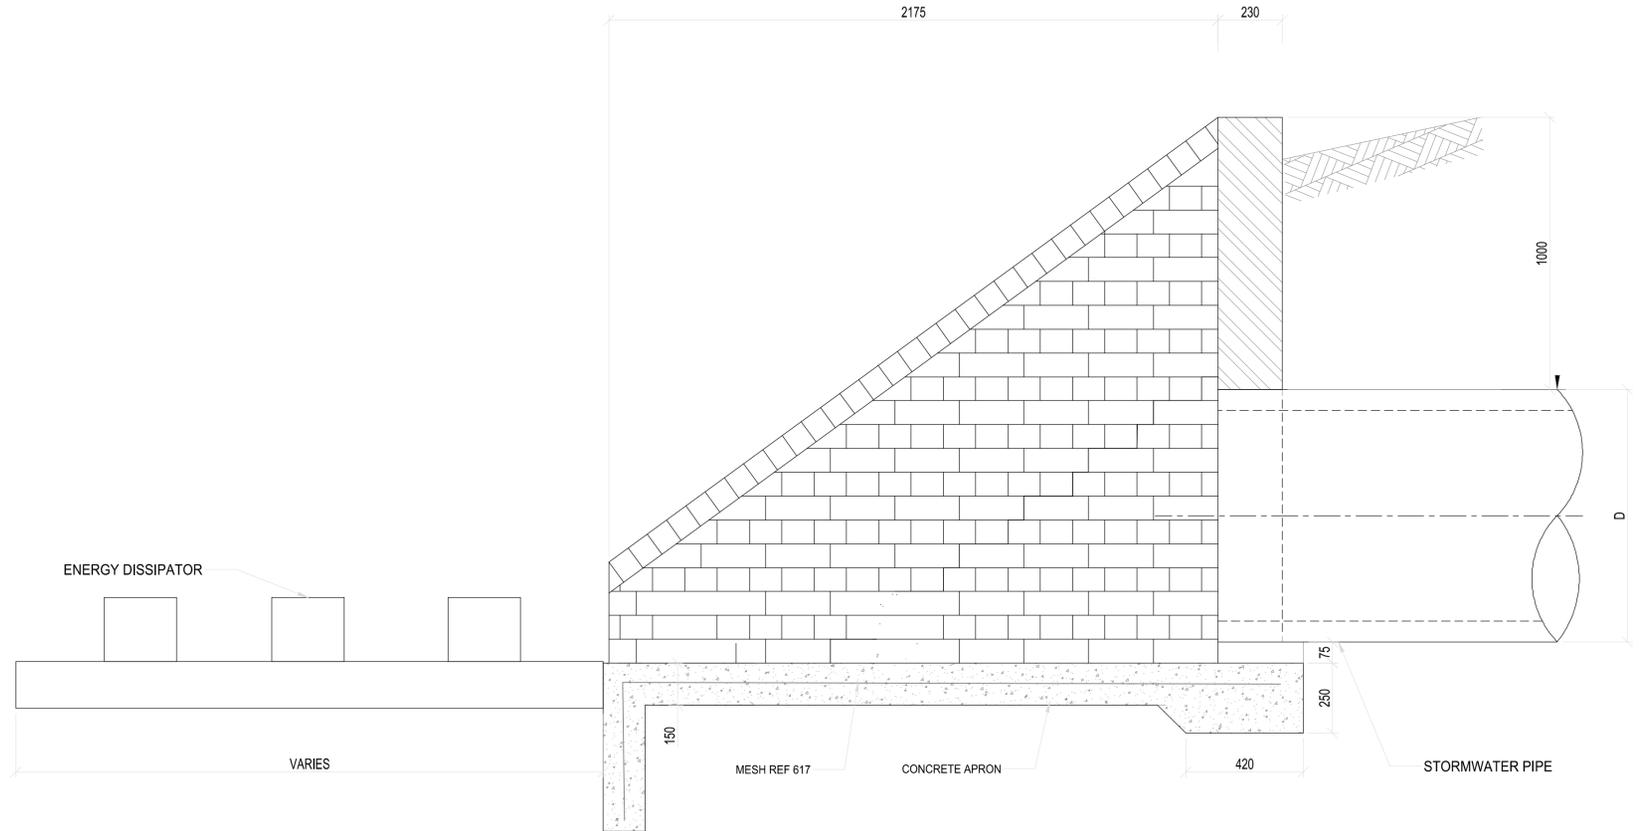 2175
230
1000
ENERGY DISSIPATOR
D
75
250
150
VARIES
MESH REF 617
CONCRETE APRON
420
STORMWATER PIPE